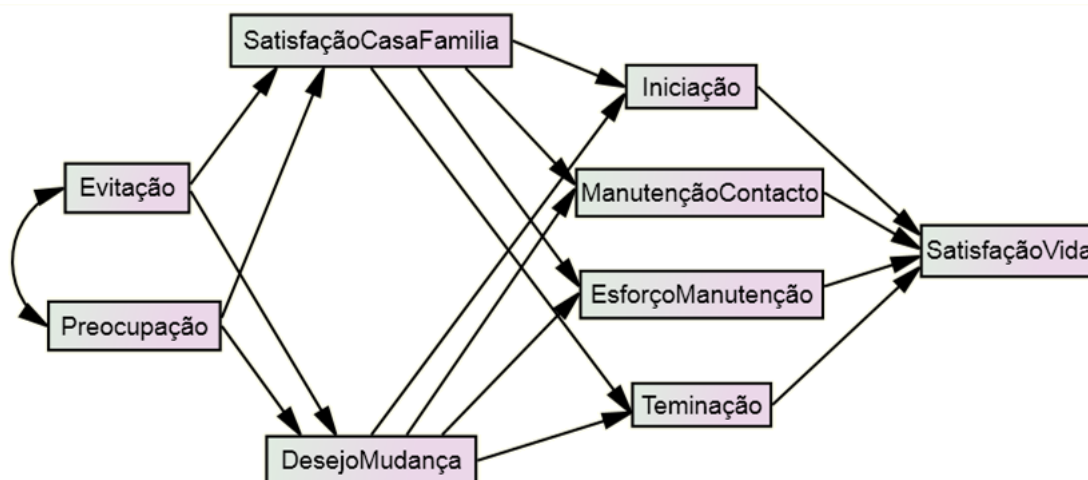 SatisfaçãoCasaFamilia
Iniciação
Evitação
ManutençãoContacto
SatisfaçãoVida
EsforçoManutenção
Preocupação
Teminação
DesejoMudança